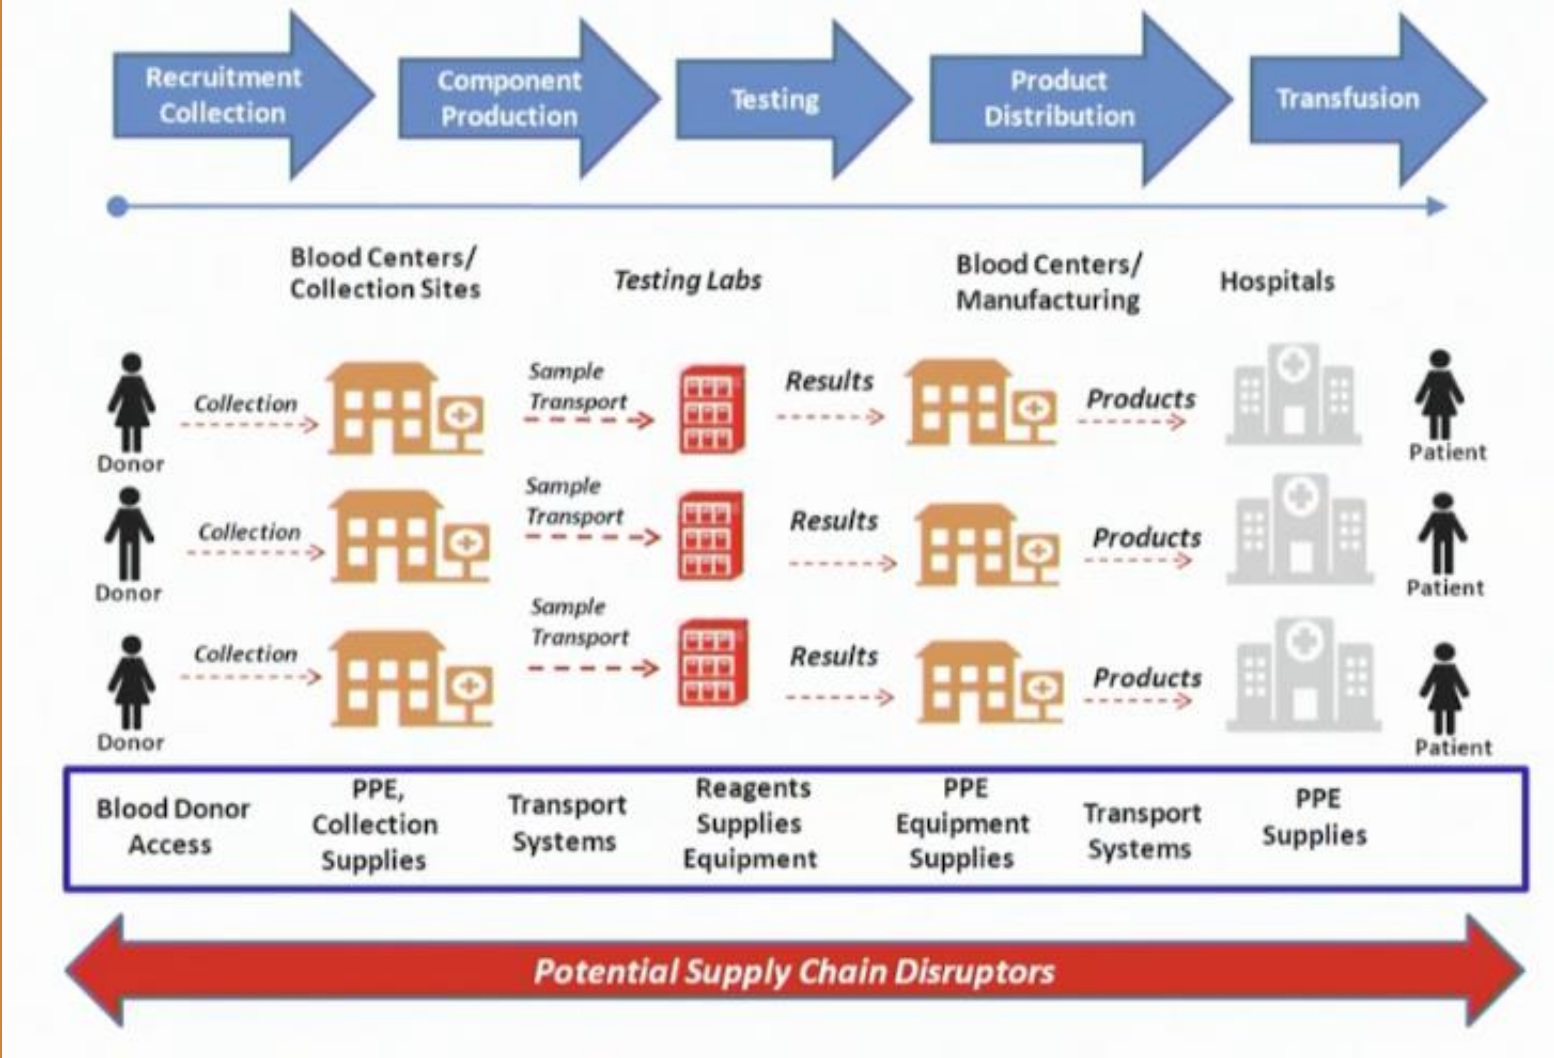 Recruitment
Collection
Component
Production
Testing
Product
Distribution
Transfusion
Blood Centers/
Collection Sites
Testing Labs
Blood Centers/
Manufacturing
Hospitals
Donor
Collection
Sample
Transport
Results
Products
Patient
Donor
Collection
Sample
Transport
Results
Products
Patient
Donor
Collection
Sample
Transport
Results
Products
Patient
Blood Donor
Access
PPE,
Collection
Supplies
Transport
Systems
Reagents
Supplies
Equipment
PPE
Equipment
Supplies
Transport
Systems
PPE
Supplies
Potential Supply Chain Disruptors